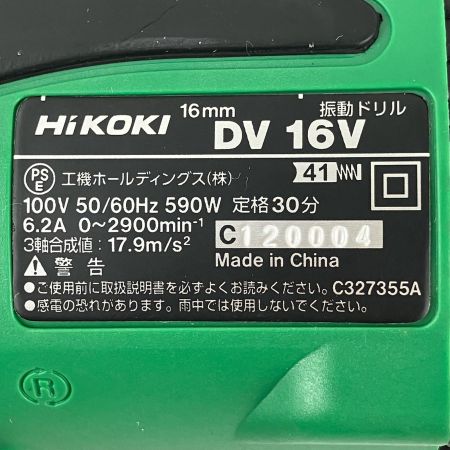 16mm 振動ドリル
HiKOKI DV 16V
PS E 工機ホールディングス(株) 41
100V 50/60Hz 590W 定格30分
6.2A 0~2900min-1 C120004
3軸合成値:17.9m/s2 Made in China
警告
●ご使用前に取扱説明書を必ずよくお読みください。C327355A
●感電の恐れがあります。雨中では使用しないでください。
R